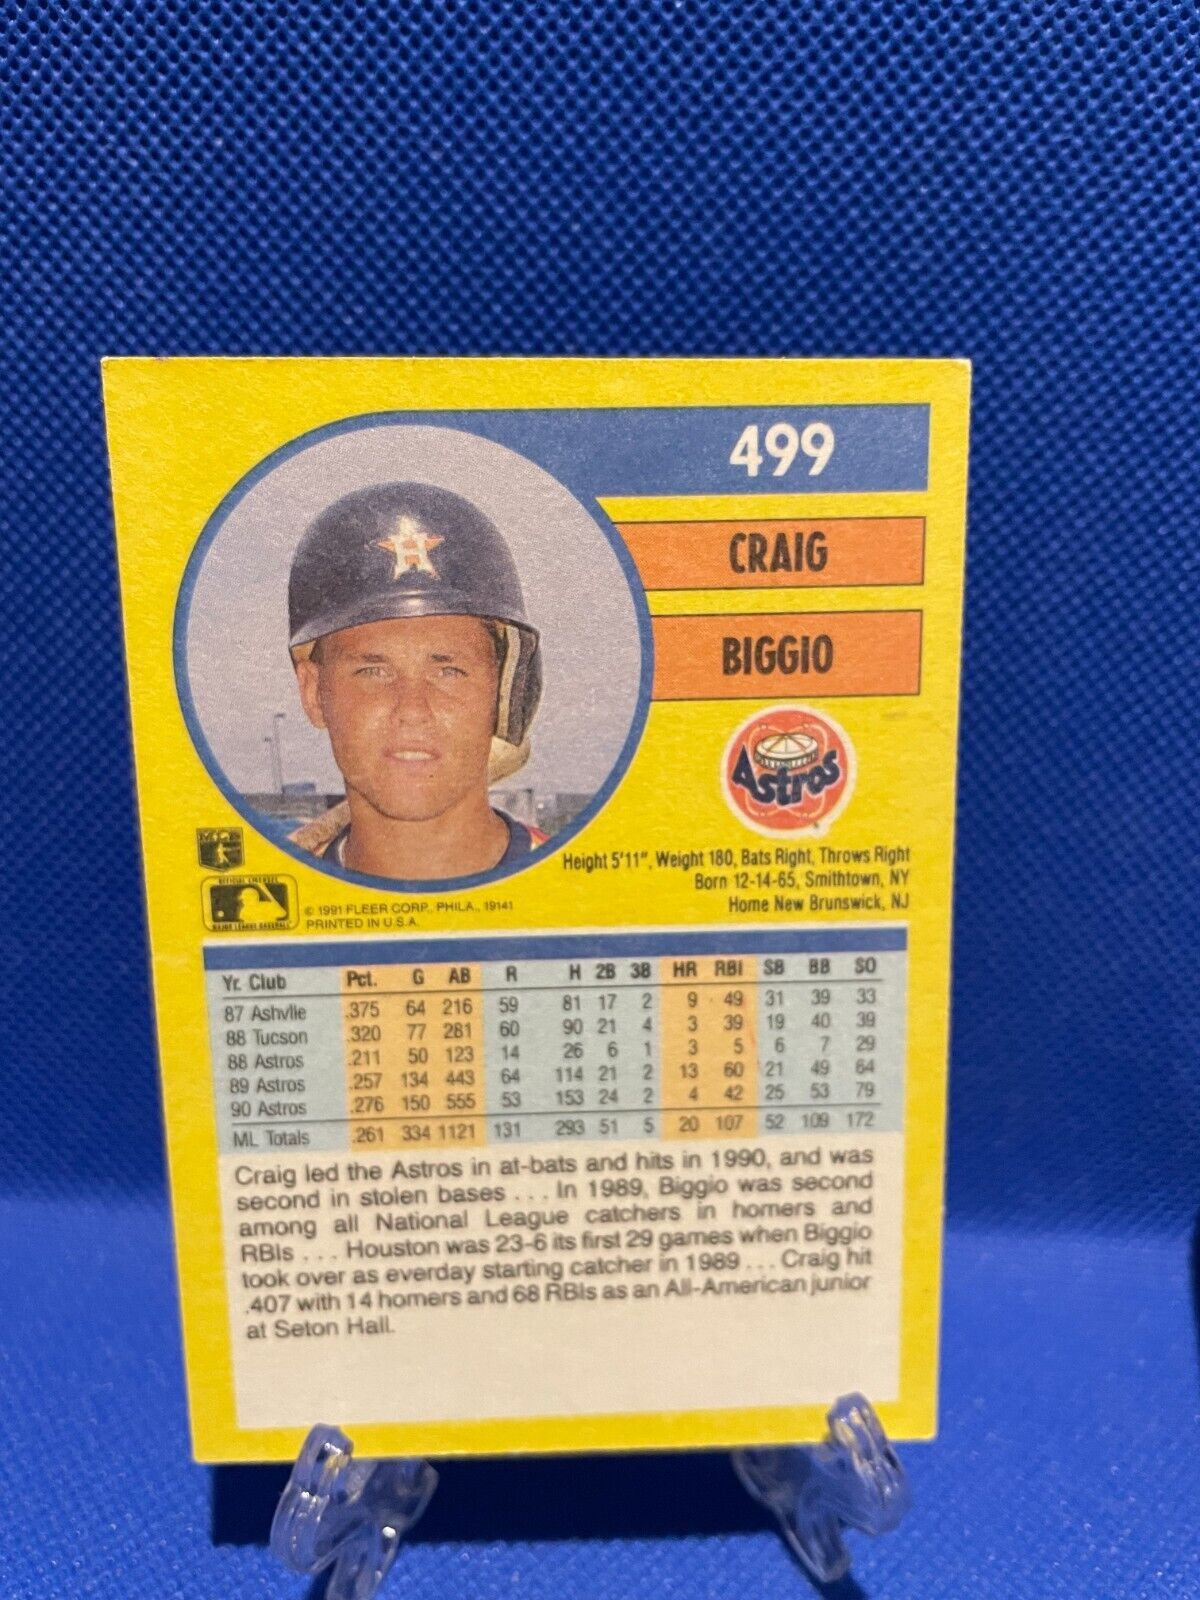 499
CRAIG
BIGGIO
Astros
Height 5'11", Weight 180, Bats Right, Throws Right
Born 12-14-65, Smithtown, NY
Home New Brunswick, NJ
OFFICIAL LICENSEE
MAJOR LEAGUE BASEBALL
© 1991 FLEER CORP., PHILA., 19141
PRINTED IN U.S.A.
Yr. Club Pct. G AB R H 2B 3B HR RBI SB BB SO
87 Ashvlle .375 64 216 59 81 17 2 9 49 31 39 33
88 Tucson .320 77 281 60 90 21 4 3 39 19 40 39
88 Astros .211 50 123 14 26 6 1 3 5 6 7 29
89 Astros .257 134 443 64 114 21 2 13 60 21 49 64
90 Astros .276 150 555 53 153 24 2 4 42 25 53 79
ML Totals .261 334 1121 131 293 51 5 20 107 52 109 172
Craig led the Astros in at-bats and hits in 1990, and was
second in stolen bases . . . In 1989, Biggio was second
among all National League catchers in homers and
RBIs . . . Houston was 23-6 its first 29 games when Biggio
took over as everday starting catcher in 1989 . . . Craig hit
.407 with 14 homers and 68 RBIs as an All-American junior
at Seton Hall.